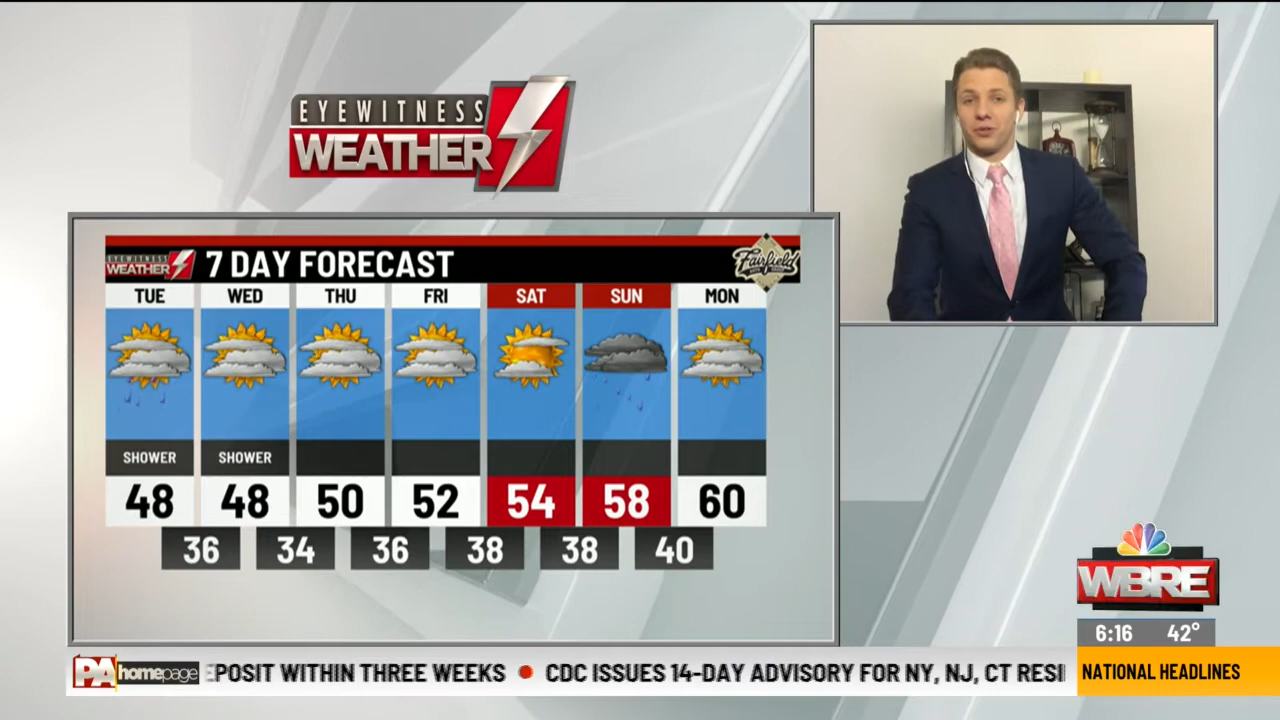 EYEWITNESS
WEATHER
EYEWITNESS
WEATHER
7 DAY FORECAST
Fairfield
TUE WED THU FRI SAT SUN MON
SHOWER SHOWER
48 48 50 52 54 58 60
36 34 36 38 38 40
WBRE
6:16 42°
PA homepage EPOSIT WITHIN THREE WEEKS • CDC ISSUES 14-DAY ADVISORY FOR NY, NJ, CT RESI
NATIONAL HEADLINES